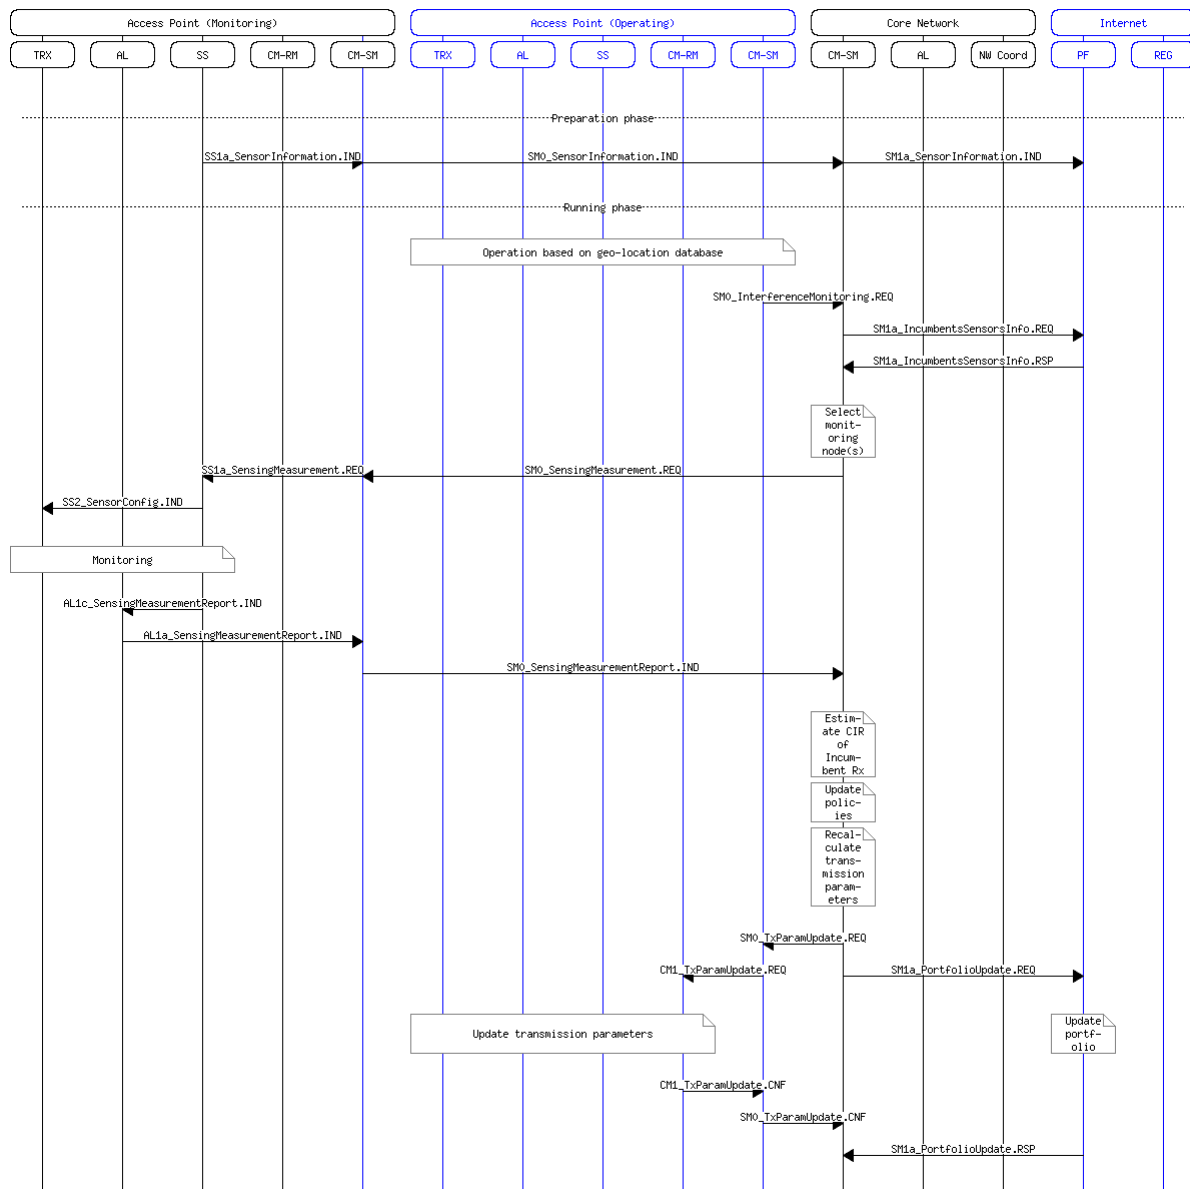 Access Point (Monitoring)
Access Point (Operating)
Core Network
Internet
TRX
AL
SS
CM-RM
CM-SM
TRX
AL
SS
CM-RM
CM-SM
CM-SM
AL
NW Coord
PF
REG
Preparation phase
SS1a_SensorInformation.IND
SM0_SensorInformation.IND
SM1a_SensorInformation.IND
Running phase
Operation based on geo-location database
SM0_InterferenceMonitoring.REQ
SM1a_IncumbentsSensorsInfo.REQ
SM1a_IncumbentsSensorsInfo.RSP
Select
monit-
oring
node(s)
SS1a_SensingMeasurement.REQ
SM0_SensingMeasurement.REQ
SS2_SensorConfig.IND
Monitoring
AL1c_SensingMeasurementReport.IND
AL1a_SensingMeasurementReport.IND
SM0_SensingMeasurementReport.IND
Estim-
ate CIR
of
Incum-
bent Rx
Update
polic-
ies
Recal-
culate
trans-
mission
param-
eters
SM0_TxParamUpdate.REQ
CM1_TxParamUpdate.REQ
SM1a_PortfolioUpdate.REQ
Update transmission parameters
Update
portf-
olio
CM1_TxParamUpdate.CNF
SM0_TxParamUpdate.CNF
SM1a_PortfolioUpdate.RSP